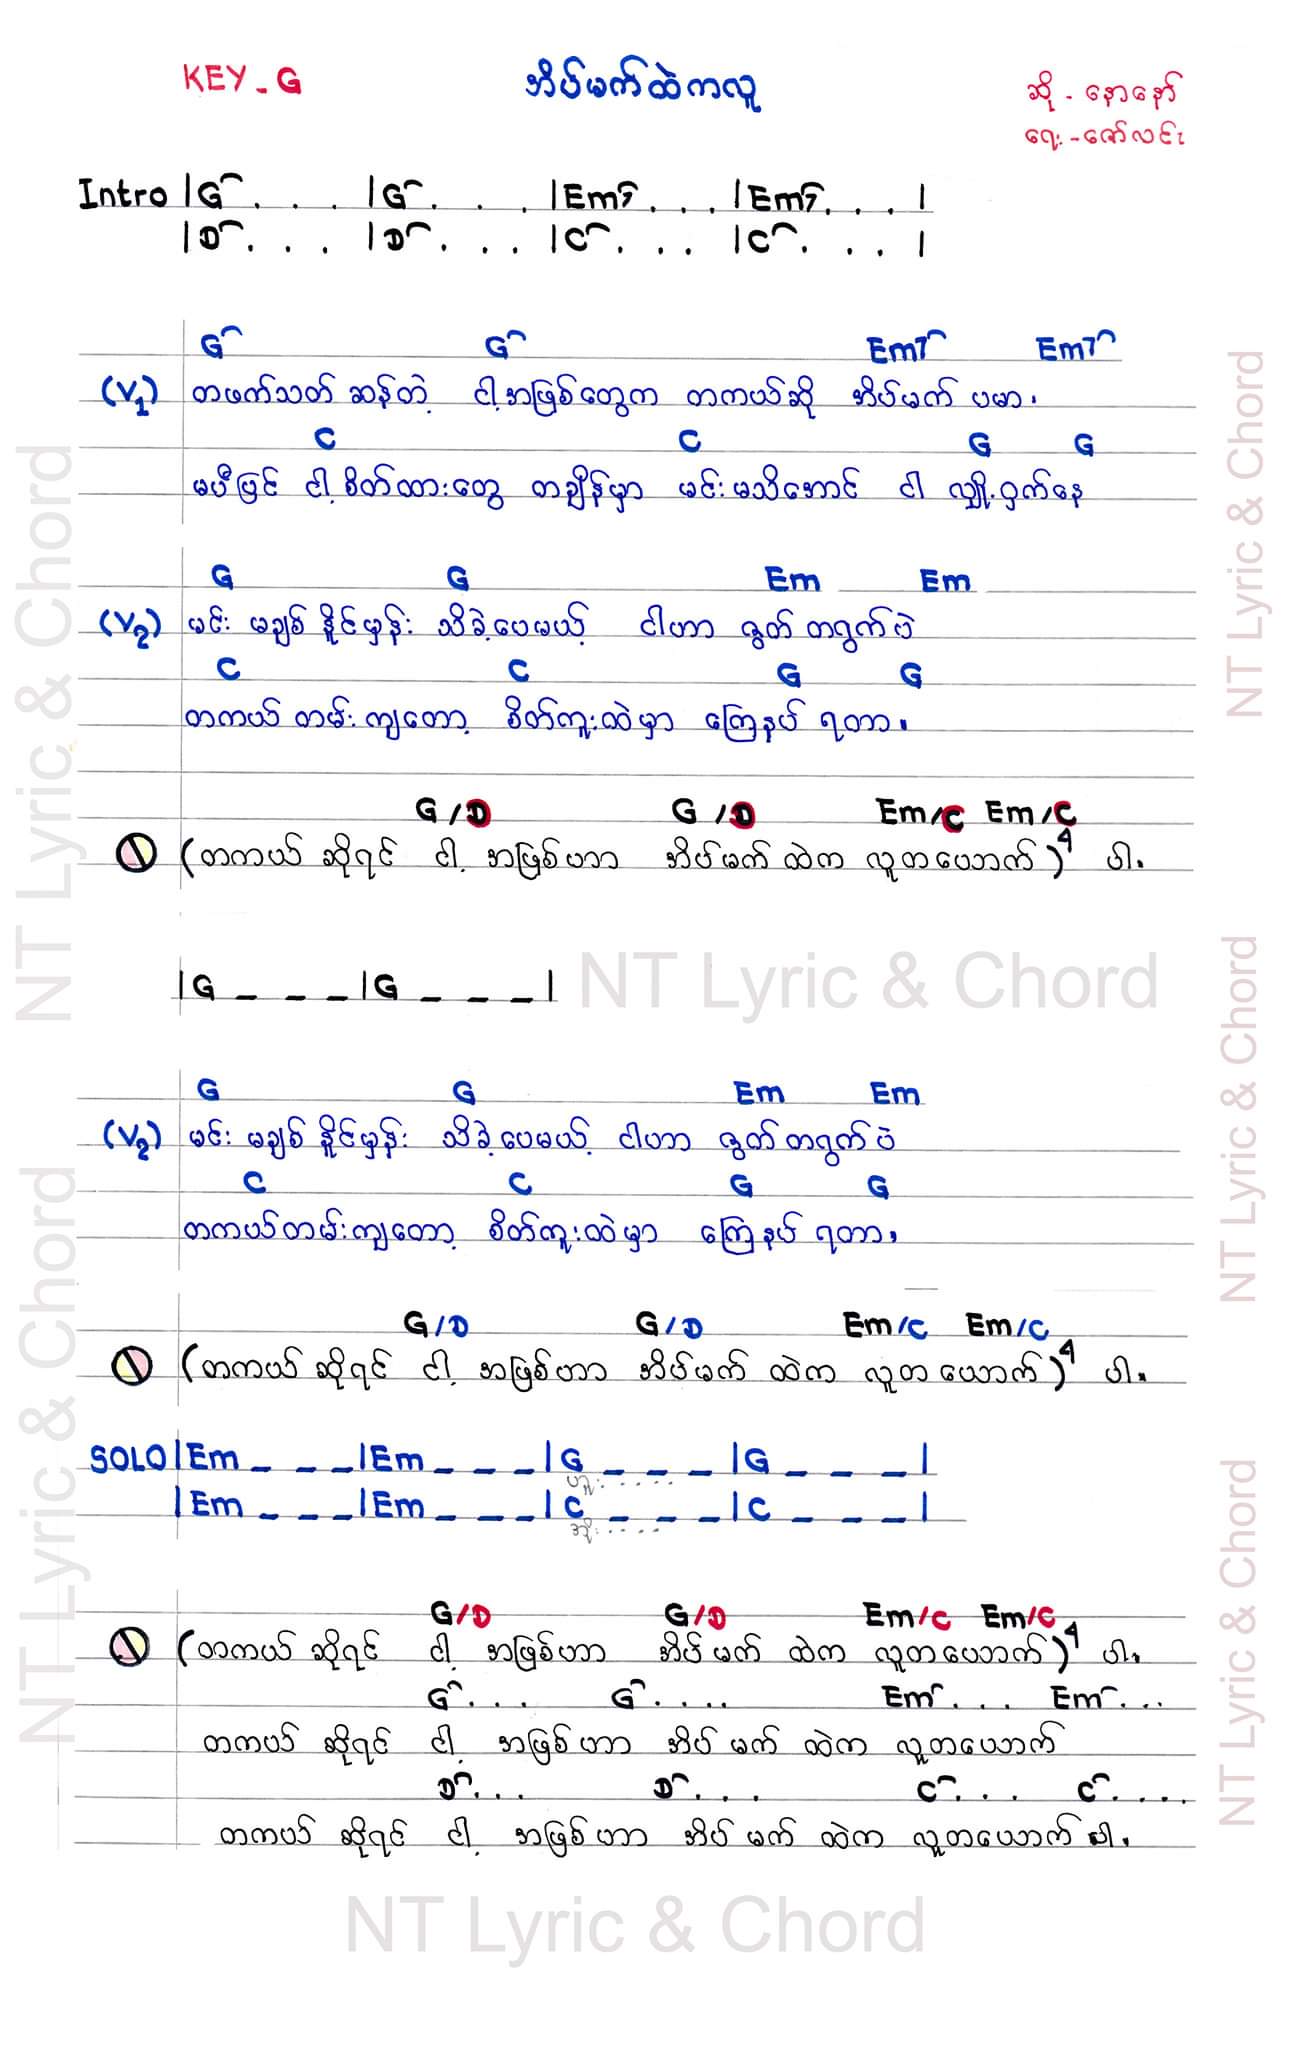 KEY - G
အိပ်မက်ထဲကလူ
ဆို - နောနော်
ရေး - ဇော်လင်း
Intro |G . . . |G . . . |Em7 . . . |Em7 . . . |
|D . . . |D . . . |C . . . |C . . . |
G G Em7 Em7
(V1) တဖက်သတ် ဆန်တဲ့ ငါ့အဖြစ်တွေက တကယ်ဆို အိပ်မက် ပမာ.
C C G G
မပီပြင် ငါ့စိတ်ထားတွေ တချိန်မှာ မင်းမသိအောင် ငါ လျှို့ဝှက်နေ
G G Em Em
(V2) မင်း မချစ် နိူင်မှန်း သိခဲ့ပေမယ့် ငါဟာ ဇွတ် တရွက်ပဲ
C C G G
တကယ် တမ်းကျတော့ စိတ်ကူးထဲမှာ ကြေနပ် ရတာ.
G/D G/D Em/C Em/C
(တကယ် ဆိုရင် ငါ့ အဖြစ်ဟာ အိပ်မက် ထဲက လူတယောက်)4 ပါ.
|G _ _ _ |G _ _ _ |
NT Lyric & Chord
G G Em Em
(V2) မင်း မချစ် နိူင်မှန်း သိခဲ့ပေမယ့် ငါဟာ ဇွတ် တရွက်ပဲ
C C G G
တကယ်တမ်းကျတော့ စိတ်ကူးထဲမှာ ကြေနပ် ရတာ.
G/D G/D Em/C Em/C
(တကယ် ဆိုရင် ငါ့ အဖြစ်ဟာ အိပ်မက် ထဲက လူတယောက်)4 ပါ.
SOLO |Em _ _ _ |Em _ _ _ |G _ _ _ |G _ _ _ |
|Em _ _ _ |Em _ _ _ |C _ _ _ |C _ _ _ |
G/D G/D Em/C Em/C
(တကယ် ဆိုရင် ငါ့ အဖြစ်ဟာ အိပ်မက် ထဲက လူတယောက်)4 ပါ.
G . . . G . . . . Em . . . Em . . .
တကယ် ဆိုရင် ငါ့ အဖြစ်ဟာ အိပ်မက် ထဲက လူတယောက်
D . . . D . . . C . . . C . . . .
တကယ် ဆိုရင် ငါ့ အဖြစ်ဟာ အိပ်မက် ထဲက လူတယောက် ပါ.
NT Lyric & Chord
NT Lyric & Chord
NT Lyric & Chord
NT Lyric & Chord
NT Lyric & Chord
NT Lyric & Chord